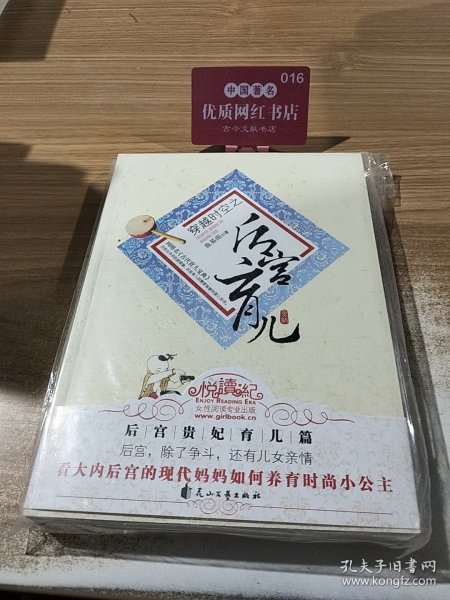 016
中国著名
优质网红书店
古今文献书店
穿越时空之
后宫育儿
悦讀紀
ENJOY READING ERA
女性阅读专业出版
www.girlbook.cn
后宫贵妃育儿篇
后宫，除了争斗，还有儿女亲情
看大内后宫的现代妈妈如何养育时尚小公主
花山文艺出版社
孔夫子旧书网
www.kongfz.com